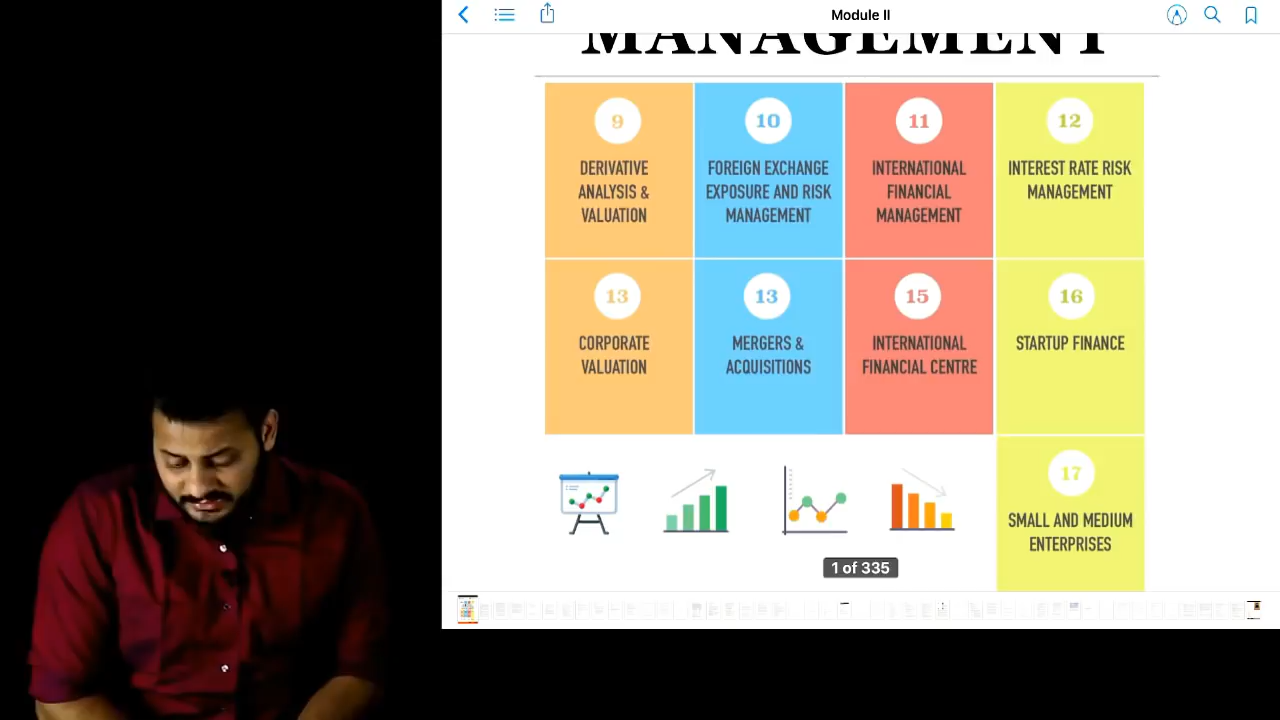 Module II
MANAGEMENT
9
DERIVATIVE
ANALYSIS &
VALUATION
10
FOREIGN EXCHANGE
EXPOSURE AND RISK
MANAGEMENT
11
INTERNATIONAL
FINANCIAL
MANAGEMENT
12
INTEREST RATE RISK
MANAGEMENT
13
CORPORATE
VALUATION
13
MERGERS &
ACQUISITIONS
15
INTERNATIONAL
FINANCIAL CENTRE
16
STARTUP FINANCE
17
SMALL AND MEDIUM
ENTERPRISES
1 of 335